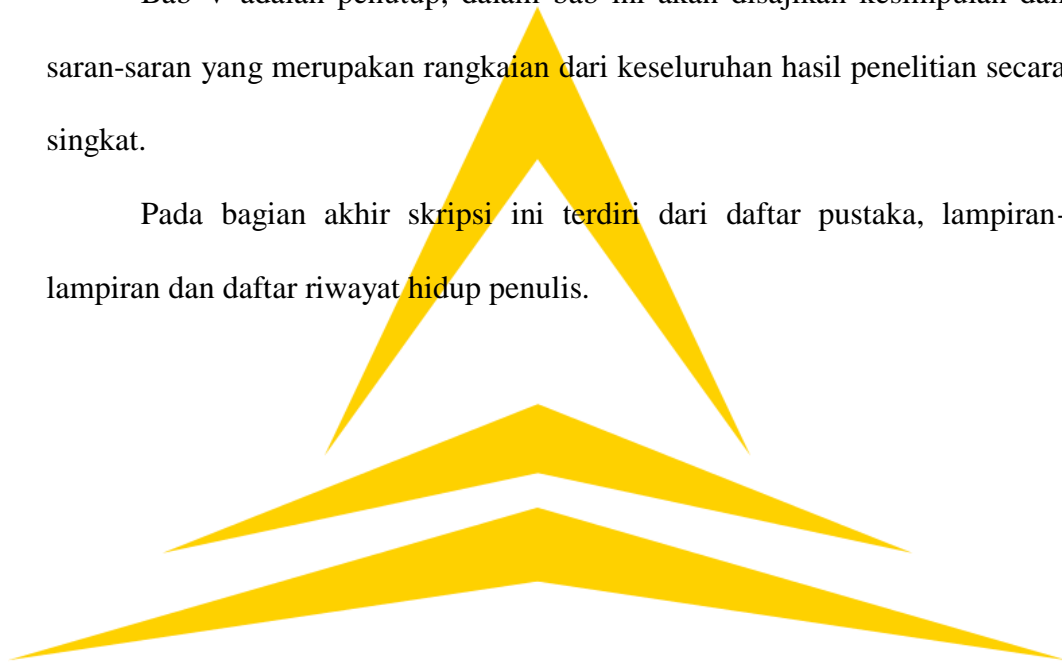 Bab V adalah penutup, dalam bab ini akan disajikan kesimpulan dan
saran-saran yang merupakan rangkaian dari keseluruhan hasil penelitian secara
singkat.
Pada bagian akhir skripsi ini terdiri dari daftar pustaka, lampiran-
lampiran dan daftar riwayat hidup penulis.